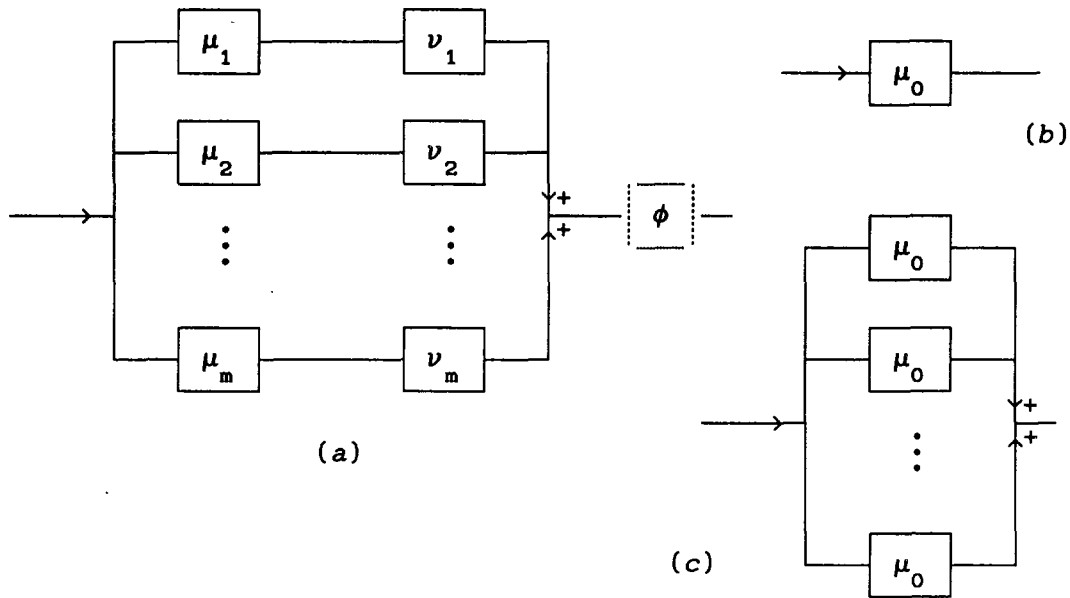 μ₁ ν₁
μ₂ ν₂
+
+
φ
μₘ νₘ
(a)
μ₀
(b)
μ₀
μ₀
+
+
μ₀
(c)